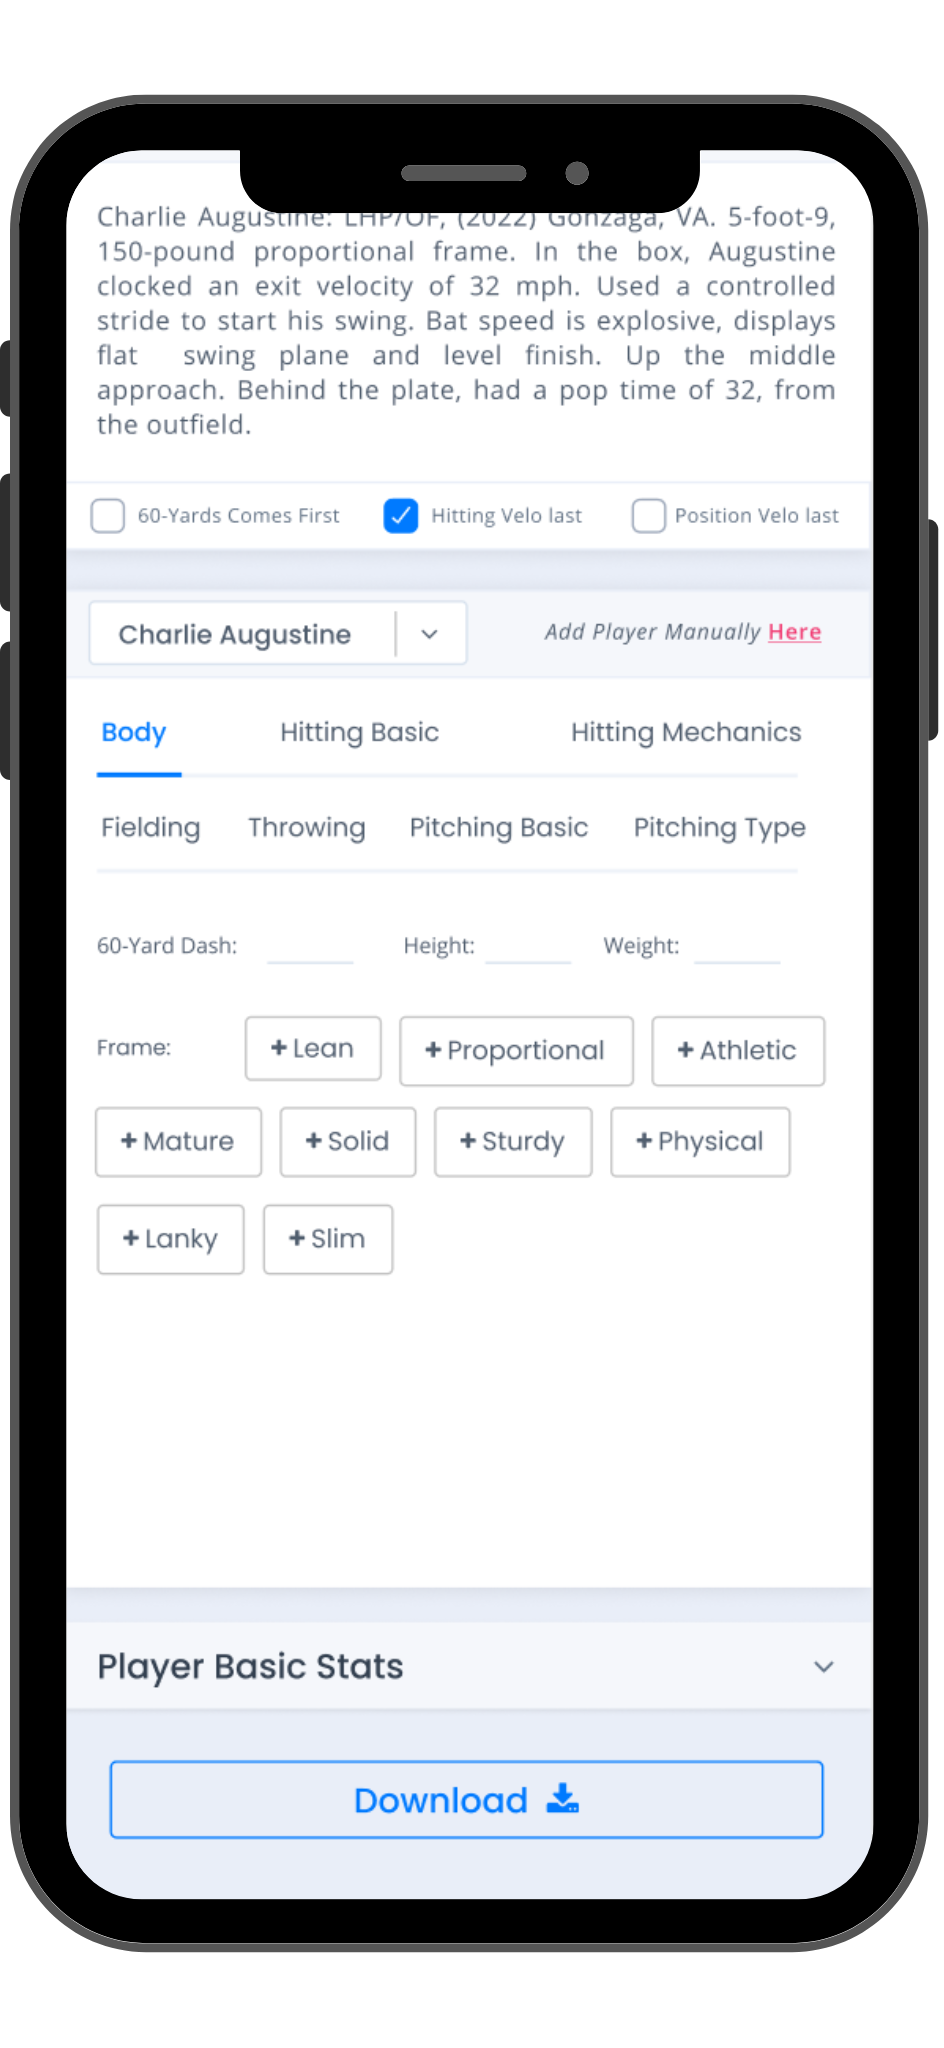 Charlie Augustine: LHP/OF, (2022) Gonzaga, VA. 5-foot-9,
150-pound proportional frame. In the box, Augustine
clocked an exit velocity of 32 mph. Used a controlled
stride to start his swing. Bat speed is explosive, displays
flat swing plane and level finish. Up the middle
approach. Behind the plate, had a pop time of 32, from
the outfield.
60-Yards Comes First Hitting Velo last Position Velo last
Charlie Augustine Add Player Manually Here
Body Hitting Basic Hitting Mechanics
Fielding Throwing Pitching Basic Pitching Type
60-Yard Dash: Height: Weight:
Frame: + Lean + Proportional + Athletic
+ Mature + Solid + Sturdy + Physical
+ Lanky + Slim
Player Basic Stats
Download